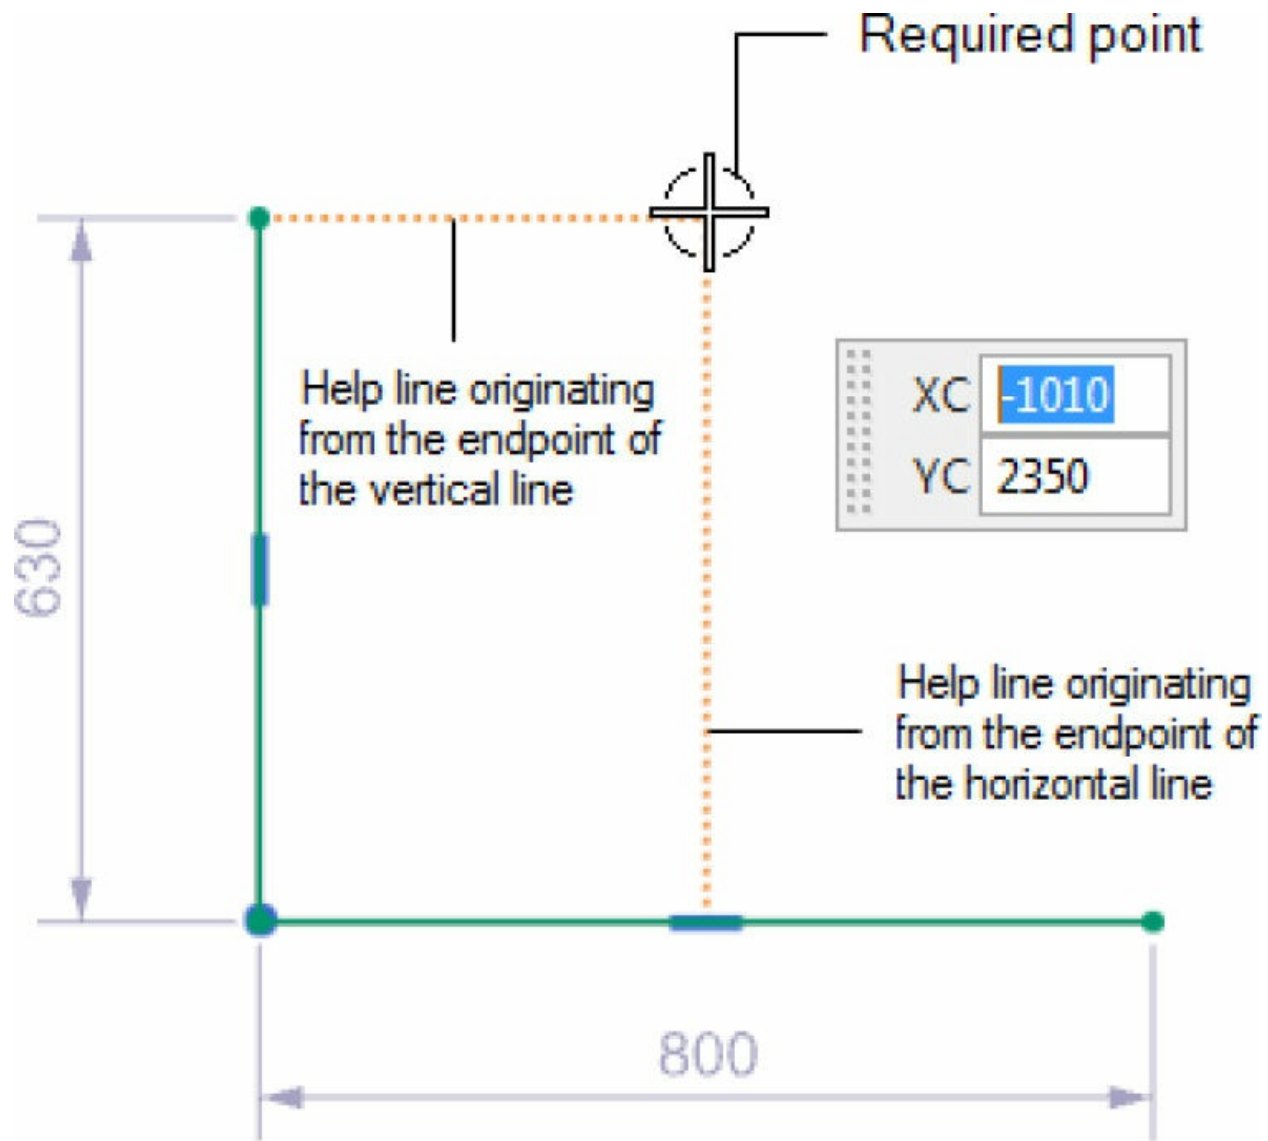 Required point
Help line originating
from the endpoint of
the vertical line
XC -1010
YC 2350
630
Help line originating
from the endpoint of
the horizontal line
800